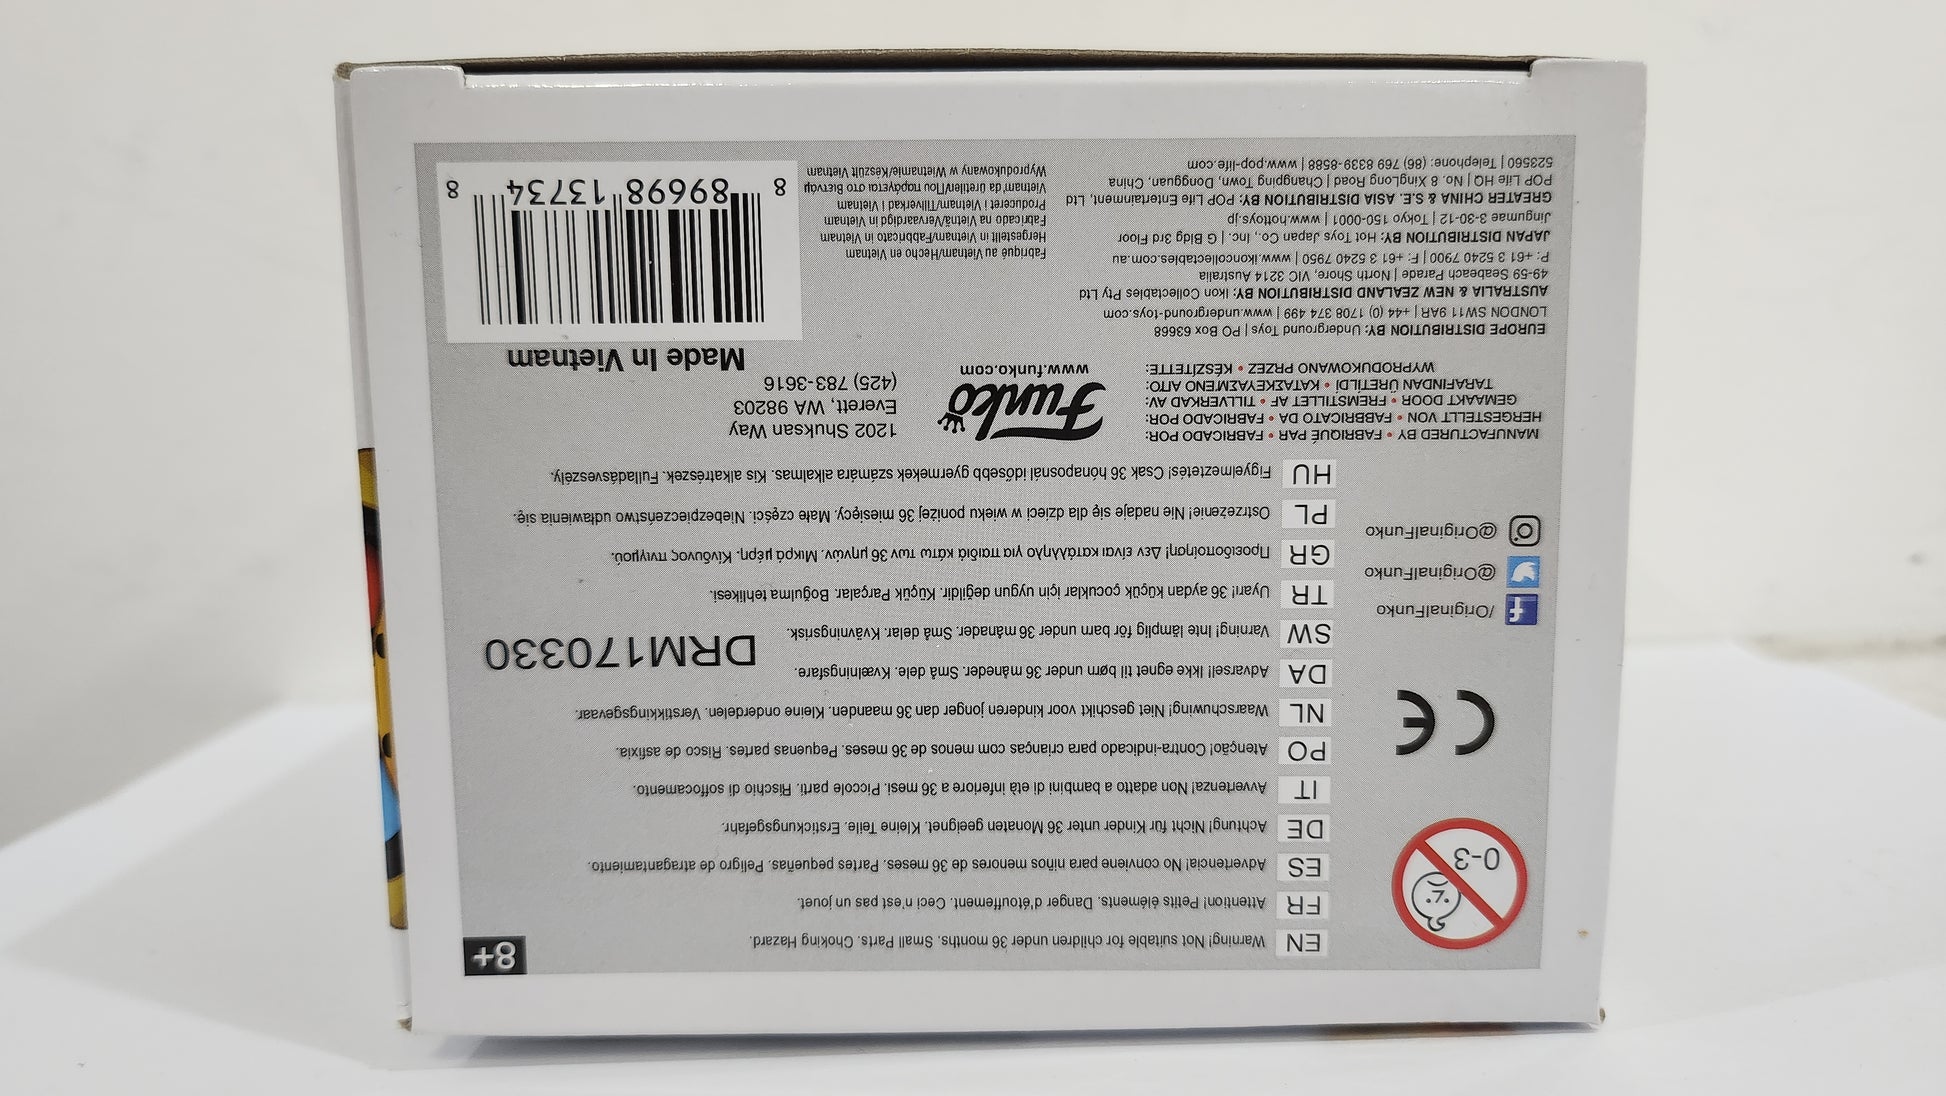 EN Warning! Not suitable for children under 36 months. Small Parts. Choking Hazard.
FR Attention! Petits éléments. Danger d'étouffement. Ceci n'est pas un jouet.
ES Advertencia! No conviene para niños menores de 36 meses. Partes pequeñas. Peligro de atragantamiento.
DE Achtung! Nicht für Kinder unter 36 Monaten geeignet. Kleine Teile. Erstickungsgefahr.
IT Avvertenza! Non adatto a bambini di età inferiore a 36 mesi. Piccole parti. Rischio di soffocamento.
PO Atenção! Contra-indicado para crianças com menos de 36 meses. Pequenas partes. Risco de asfixia.
NL Waarschuwing! Niet geschikt voor kinderen jonger dan 36 maanden. Kleine onderdelen. Verstikkingsgevaar.
DA Advarsel! Ikke egnet til børn under 36 måneder. Små dele. Kvælningsfare.
SW Varning! Inte lämplig för barn under 36 månader. Små delar. Kvävningsrisk.
TR Uyarı! 36 aydan küçük çocuklar için uygun değildir. Küçük Parçalar. Boğulma tehlikesi.
GR Προειδοποίηση! Δεν είναι κατάλληλο για παιδιά κάτω των 36 μηνών. Μικρά μέρη. Κίνδυνος πνιγμού.
PL Ostrzeżenie! Nie nadaje się dla dzieci w wieku poniżej 36 miesięcy. Małe części. Niebezpieczeństwo udławienia się.
HU Figyelmeztetés! Csak 36 hónaposnál idősebb gyermekek számára alkalmas. Kis alkatrészek. Fulladásveszély.
8+
0-3
CE
DRM170330
/OriginalFunko
@OriginalFunko
@OriginalFunko
MANUFACTURED BY • FABRIQUÉ PAR • FABRICADO POR:
HERGESTELLT VON • FABBRICATO DA • FABRICADO POR:
GEMAAKT DOOR • FREMSTILLET AF • TILLVERKAD AV:
TARAFINDAN ÜRETİLDİ • ΚΑΤΑΣΚΕΥΑΣΜΕΝΟ ΑΠΟ:
WYPRODUKOWANO PRZEZ • KÉSZÍTETTE:
Funko
www.funko.com
1202 Shuksan Way
Everett, WA 98203
(425) 783-3616
Made In Vietnam
EUROPE DISTRIBUTION BY: Underground Toys | PO Box 63668
LONDON SW11 9AR | +44 (0) 1708 374 499 | www.underground-toys.com
AUSTRALIA & NEW ZEALAND DISTRIBUTION BY: Ikon Collectables Pty Ltd
49-59 Seabeach Parade | North Shore, VIC 3214 Australia
P: +61 3 5240 7900 | F: +61 3 5240 7950 | www.ikoncollectables.com.au
JAPAN DISTRIBUTION BY: Hot Toys Japan Co., Inc. | G Bldg 3rd Floor
Jingumae 3-30-12 | Tokyo 150-0001 | www.hottoys.jp
GREATER CHINA & S.E. ASIA DISTRIBUTION BY: POP Life Entertainment, Ltd
POP Life HQ | No. 8 XingLong Road | Changping Town, Dongguan, China
523560 | Telephone: (86) 769 8339-8588 | www.pop-life.com
Fabriqué au Vietnam/Hecho en Vietnam
Hergestellt in Vietnam/Fabbricato in Vietnam
Fabricado na Vietnã/Vervaardigd in Vietnam
Produceret i Vietnam/Tillverkad i Vietnam
Vietnam'da üretilen/Που παράγεται στο Βιετνάμ
Wyprodukowany w Wietnamie/Készült Vietnam
8 89698 13734 8